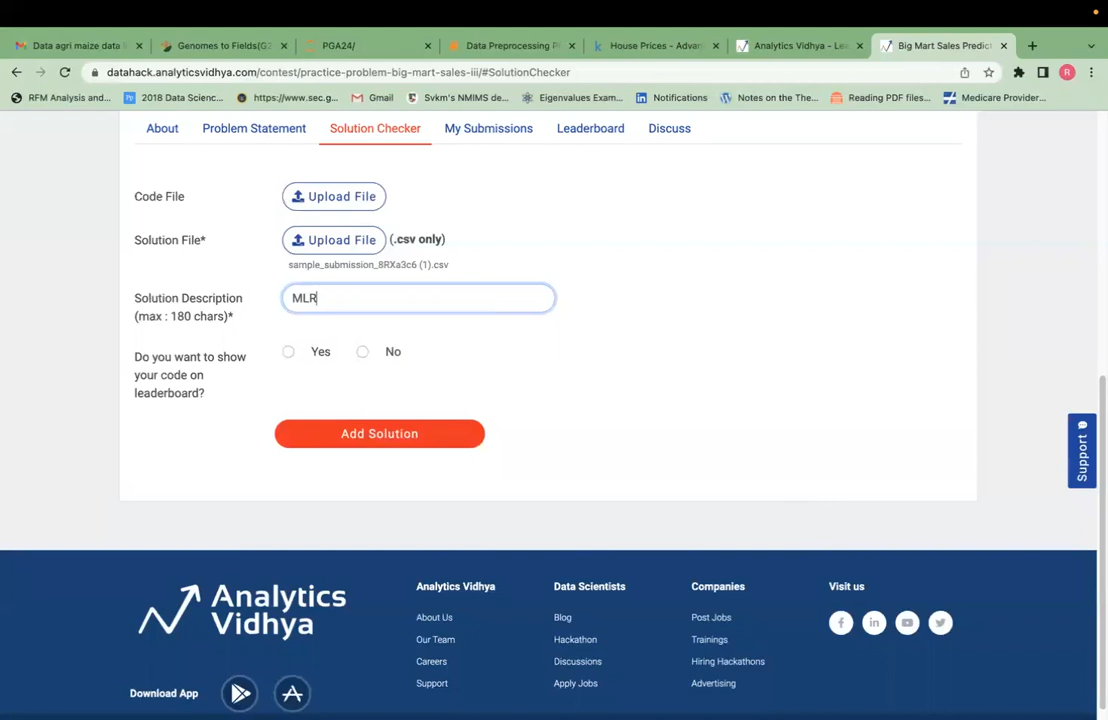 Data agri maize data
Genomes to Fields(G2
PGA24/
Data Preprocessing P
House Prices - Advan
Analytics Vidhya - Lea
Big Mart Sales Predict
datahack.analyticsvidhya.com/contest/practice-problem-big-mart-sales-iii/#SolutionChecker
R
RFM Analysis and...
2018 Data Scienc...
https://www.sec.g...
Gmail
Svkm's NMIMS de...
Eigenvalues Exam...
Notifications
Notes on the The...
Reading PDF files...
Medicare Provider...
About
Problem Statement
Solution Checker
My Submissions
Leaderboard
Discuss
Code File
Upload File
Solution File*
Upload File
(.csv only)
sample_submission_8RXa3c6 (1).csv
Solution Description
(max : 180 chars)*
MLR
Do you want to show
your code on
leaderboard?
Yes
No
Add Solution
Support
Analytics
Vidhya
Download App
Analytics Vidhya
About Us
Our Team
Careers
Support
Data Scientists
Blog
Hackathon
Discussions
Apply Jobs
Companies
Post Jobs
Trainings
Hiring Hackathons
Advertising
Visit us